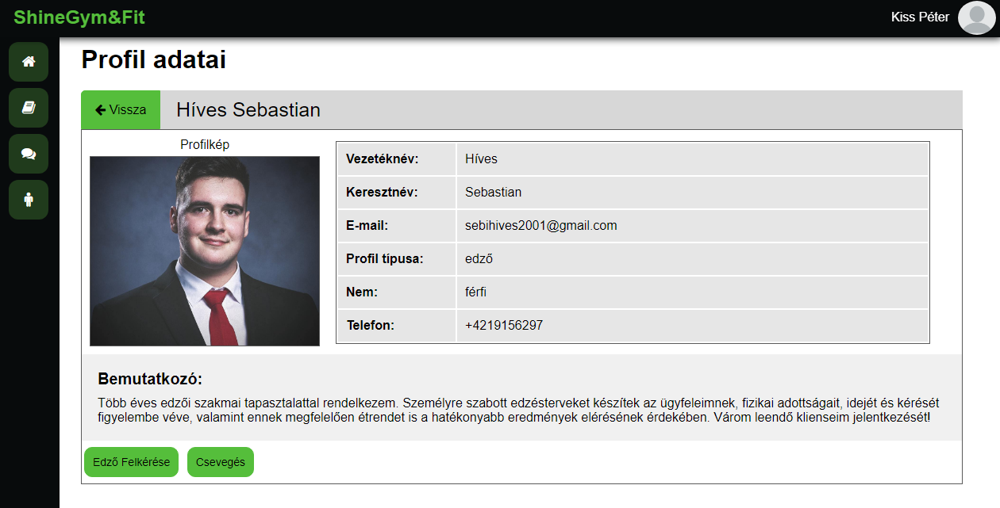 ShineGym&Fit
Kiss Péter
Profil adatai
Vissza
Híves Sebastian
Profilkép
Vezetéknév: Híves
Keresztnév: Sebastian
E-mail: sebihives2001@gmail.com
Profil típusa: edző
Nem: férfi
Telefon: +4219156297
Bemutatkozó:
Több éves edzői szakmai tapasztalattal rendelkezem. Személyre szabott edzésterveket készítek az ügyfeleimnek, fizikai adottságait, idejét és kérését
figyelembe véve, valamint ennek megfelelően étrendet is a hatékonyabb eredmények elérésének érdekében. Várom leendő klienseim jelentkezését!
Edző Felkérése
Csevegés